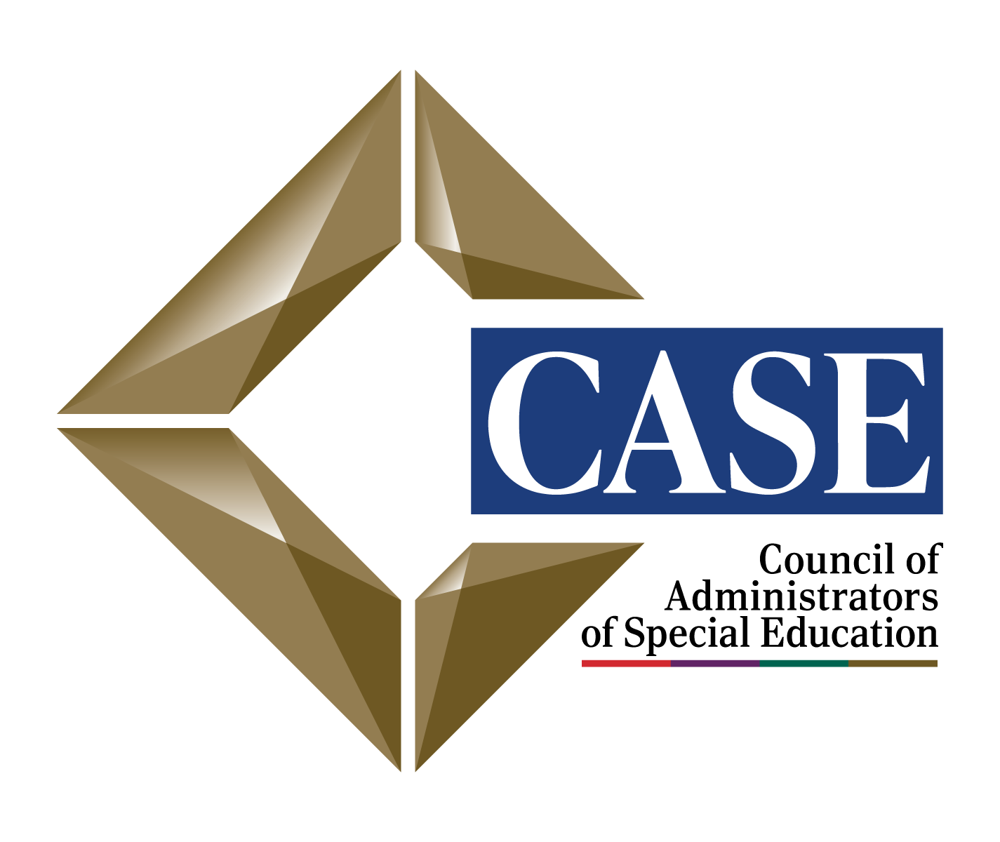 CASE
Council of
Administrators
of Special Education